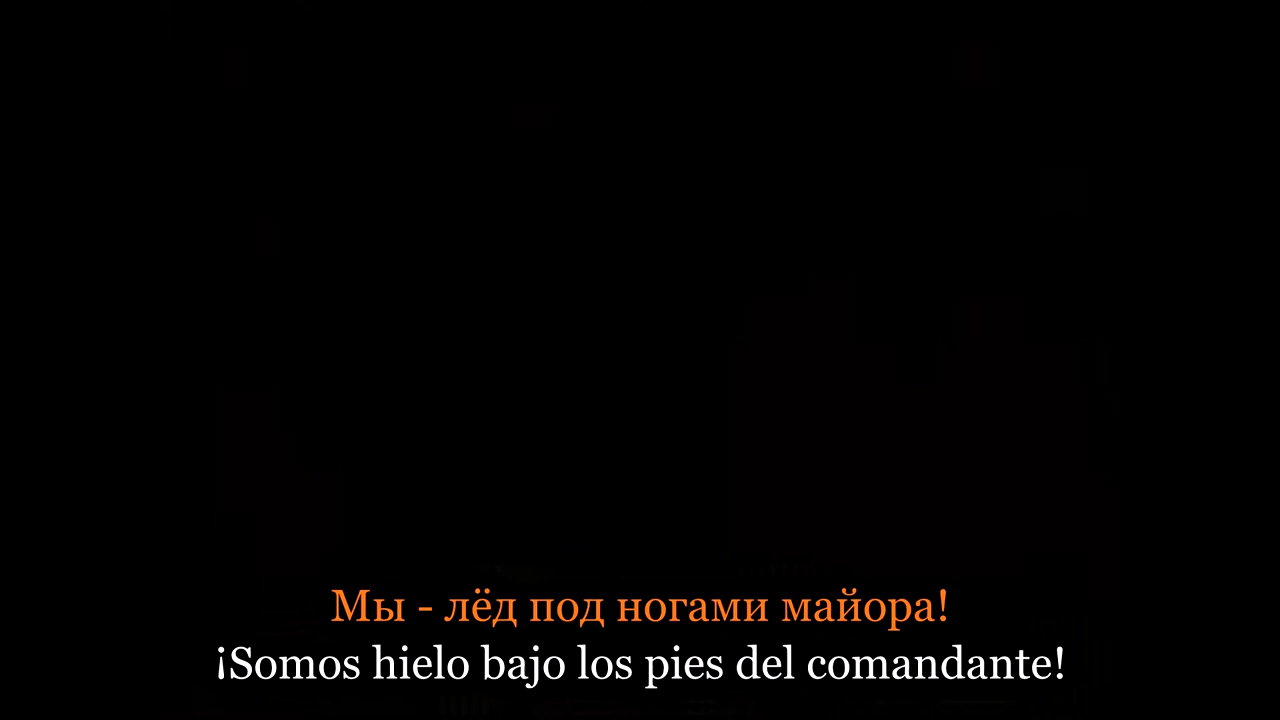 Мы - лёд под ногами майора!
¡Somos hielo bajo los pies del comandante!